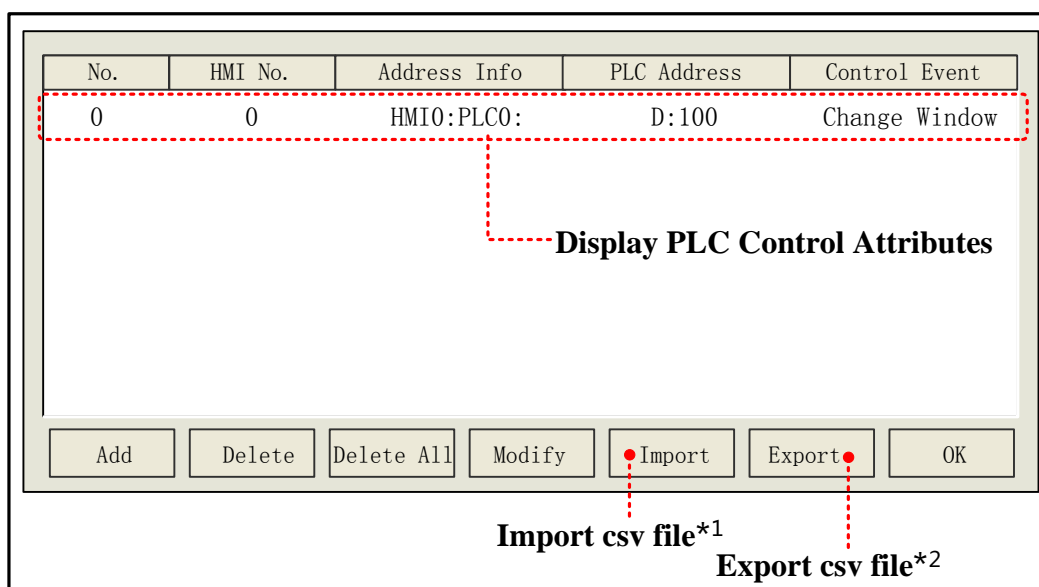 No. HMI No. Address Info PLC Address Control Event
0 0 HMI0:PLC0: D:100 Change Window
Display PLC Control Attributes
Add Delete Delete All Modify Import Export OK
Import csv file*1
Export csv file*2